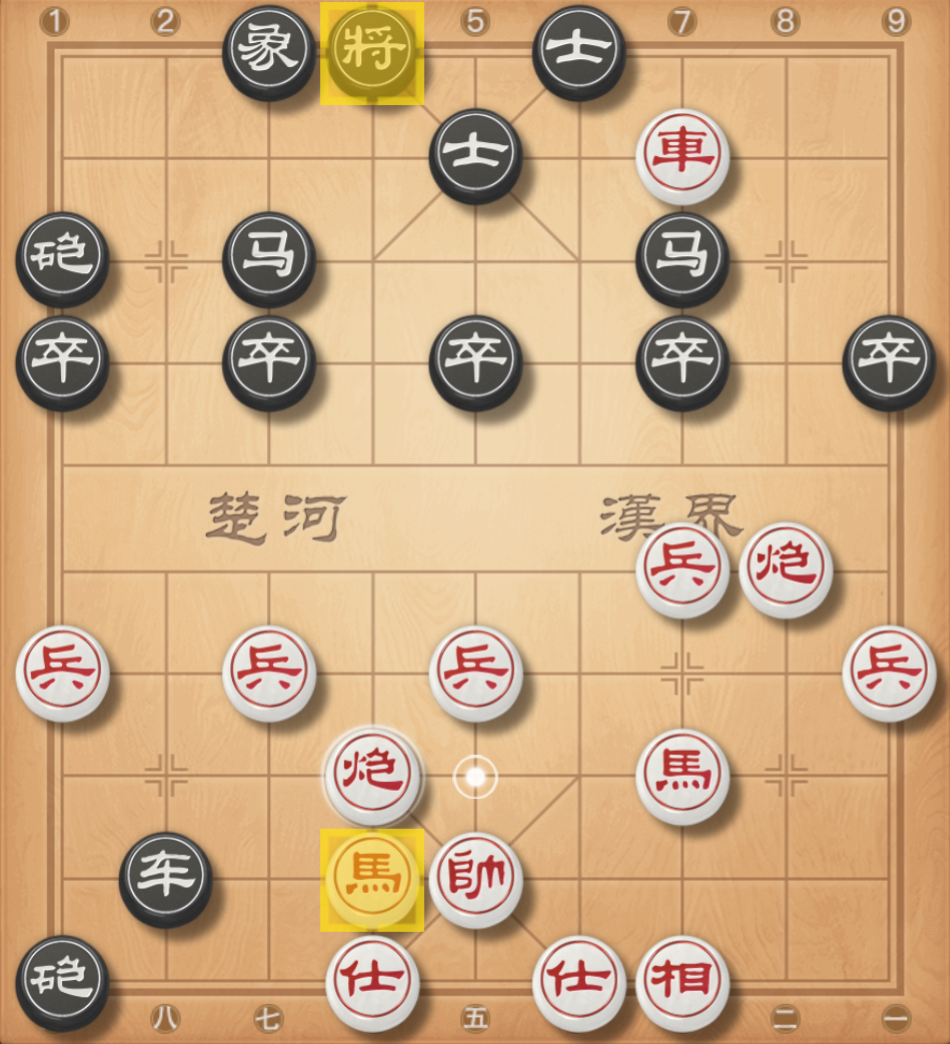 ① ② ⑤ ⑦ ⑧ ⑨
象 將 士
士 車
砲 马 马
卒 卒 卒 卒 卒
楚河 漢界
兵 炮
兵 兵 兵 兵
炮 馬
车 馬 帥
砲 仕 仕 相
八 七 五 二 一